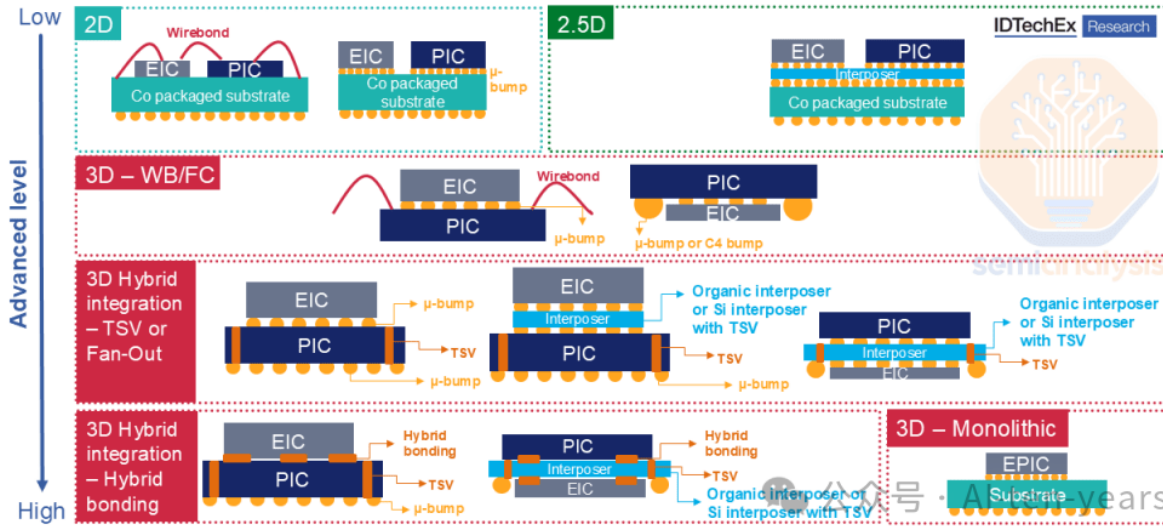 Low
Advanced level
High
2D
Wirebond
EIC
PIC
Co packaged substrate
EIC
PIC
μ-
bump
Co packaged
substrate
2.5D
IDTechEx Research
EIC
PIC
Interposer
Co packaged substrate
3D – WB/FC
EIC
Wirebond
PIC
μ-bump
PIC
EIC
μ-bump or C4 bump
semianalysis
3D Hybrid
integration
– TSV or
Fan-Out
EIC
μ-bump
PIC
TSV
μ-bump
EIC
Interposer
Organic interposer
or Si interposer
with TSV
PIC
TSV
μ-bump
PIC
Interposer
EIC
Organic interposer
or Si interposer
with TSV
TSV
3D Hybrid
integration
– Hybrid
bonding
EIC
Hybrid
bonding
PIC
TSV
μ-bump
PIC
Hybrid
bonding
Interposer
TSV
EIC
Organic interposer or
Si interposer with TSV
3D – Monolithic
EPIC
Substrate
公众号 ·